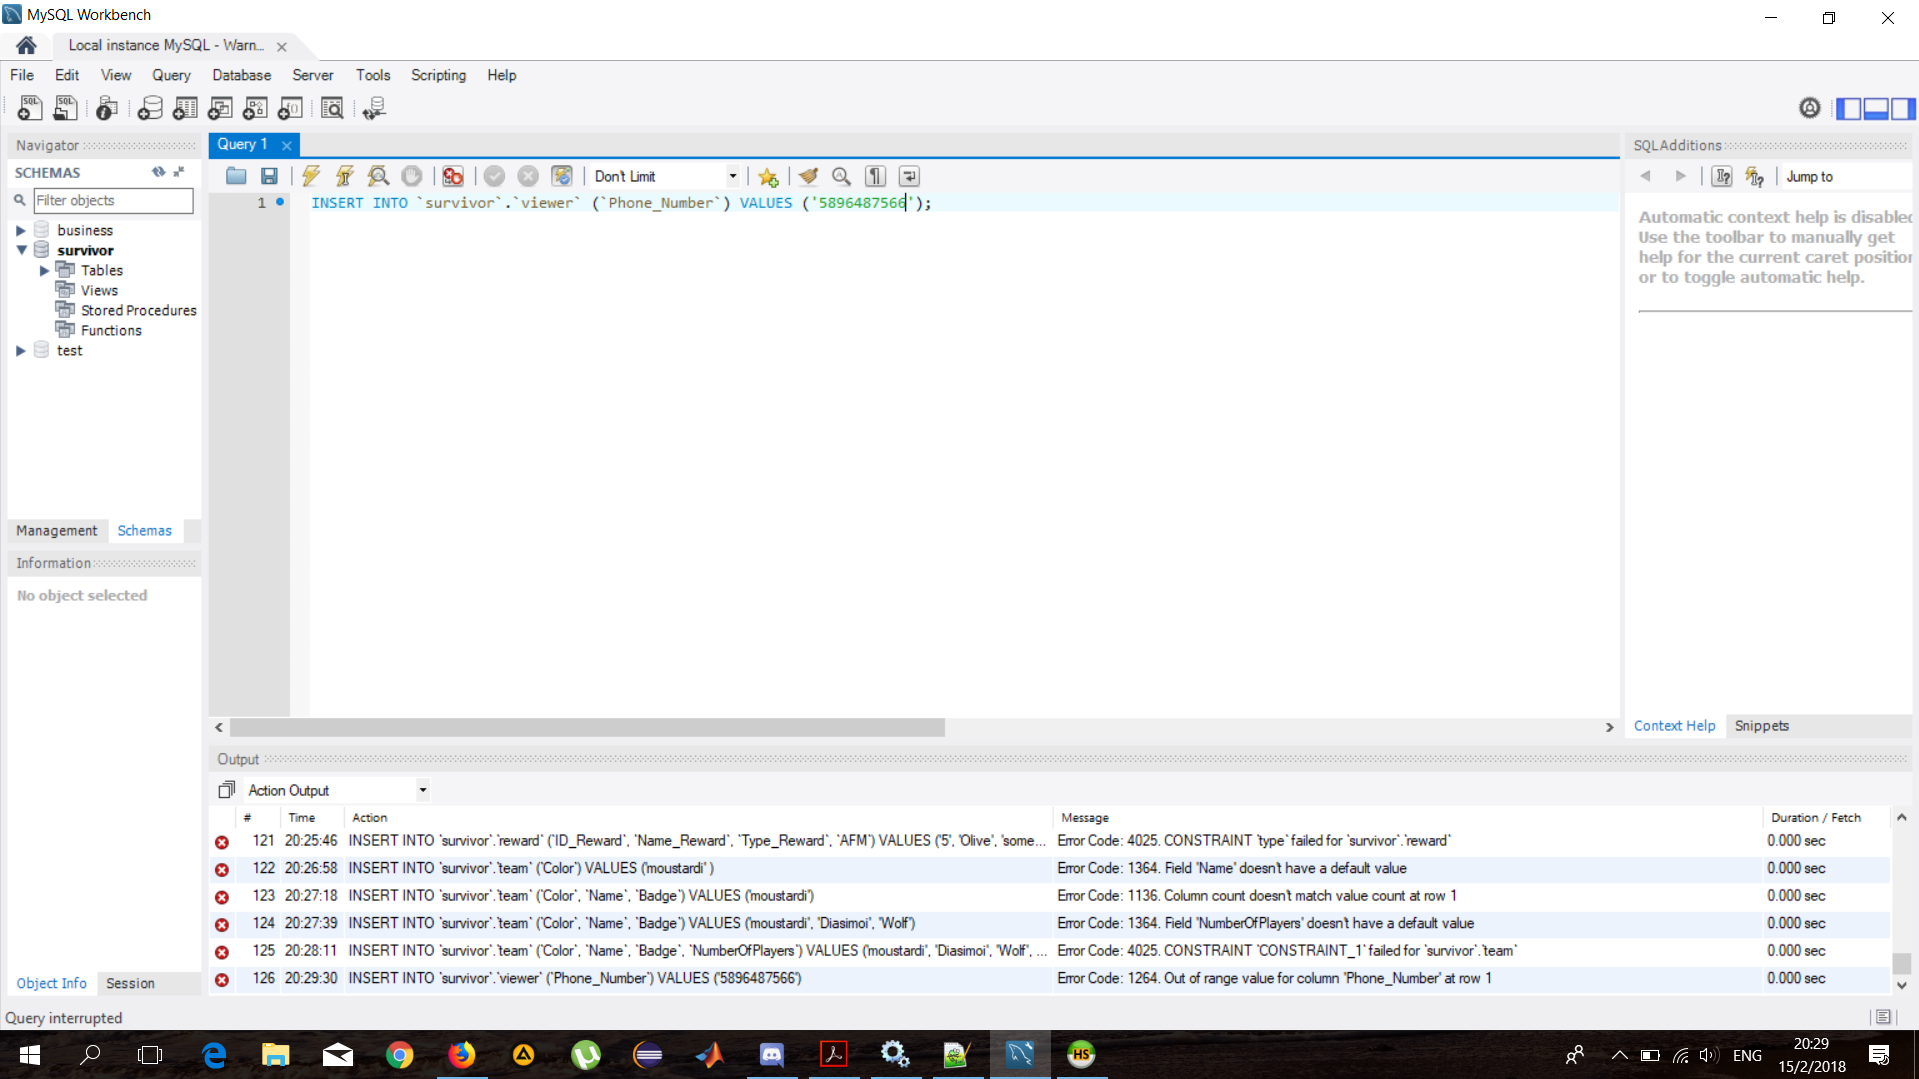 MySQL Workbench
Local instance MySQL - Warn...
File Edit View Query Database Server Tools Scripting Help
Navigator
Query 1
SQLAdditions
SCHEMAS
Don't Limit
Jump to
Filter objects
1 INSERT INTO `survivor`.`viewer` (`Phone_Number`) VALUES ('5896487566');
business
survivor
Tables
Views
Stored Procedures
Functions
test
Automatic context help is disabled
Use the toolbar to manually get
help for the current caret position
or to toggle automatic help.
Management Schemas
Information
No object selected
Context Help Snippets
Output
Action Output
# Time Action Message Duration / Fetch
121 20:25:46 INSERT INTO `survivor`.`reward` (`ID_Reward`, `Name_Reward`, `Type_Reward`, `AFM`) VALUES ('5', 'Olive', 'some... Error Code: 4025. CONSTRAINT `type` failed for `survivor`.`reward` 0.000 sec
122 20:26:58 INSERT INTO `survivor`.`team` (`Color`) VALUES ('moustardi' ) Error Code: 1364. Field 'Name' doesn't have a default value 0.000 sec
123 20:27:18 INSERT INTO `survivor`.`team` (`Color`, `Name`, `Badge`) VALUES ('moustardi') Error Code: 1136. Column count doesn't match value count at row 1 0.000 sec
124 20:27:39 INSERT INTO `survivor`.`team` (`Color`, `Name`, `Badge`) VALUES ('moustardi', 'Diasimoi', 'Wolf') Error Code: 1364. Field 'NumberOfPlayers' doesn't have a default value 0.000 sec
125 20:28:11 INSERT INTO `survivor`.`team` (`Color`, `Name`, `Badge`, `NumberOfPlayers`) VALUES ('moustardi', 'Diasimoi', 'Wolf', ... Error Code: 4025. CONSTRAINT `CONSTRAINT_1` failed for `survivor`.`team` 0.000 sec
126 20:29:30 INSERT INTO `survivor`.`viewer` (`Phone_Number`) VALUES ('5896487566') Error Code: 1264. Out of range value for column 'Phone_Number' at row 1 0.000 sec
Object Info Session
Query interrupted
ENG
20:29
15/2/2018